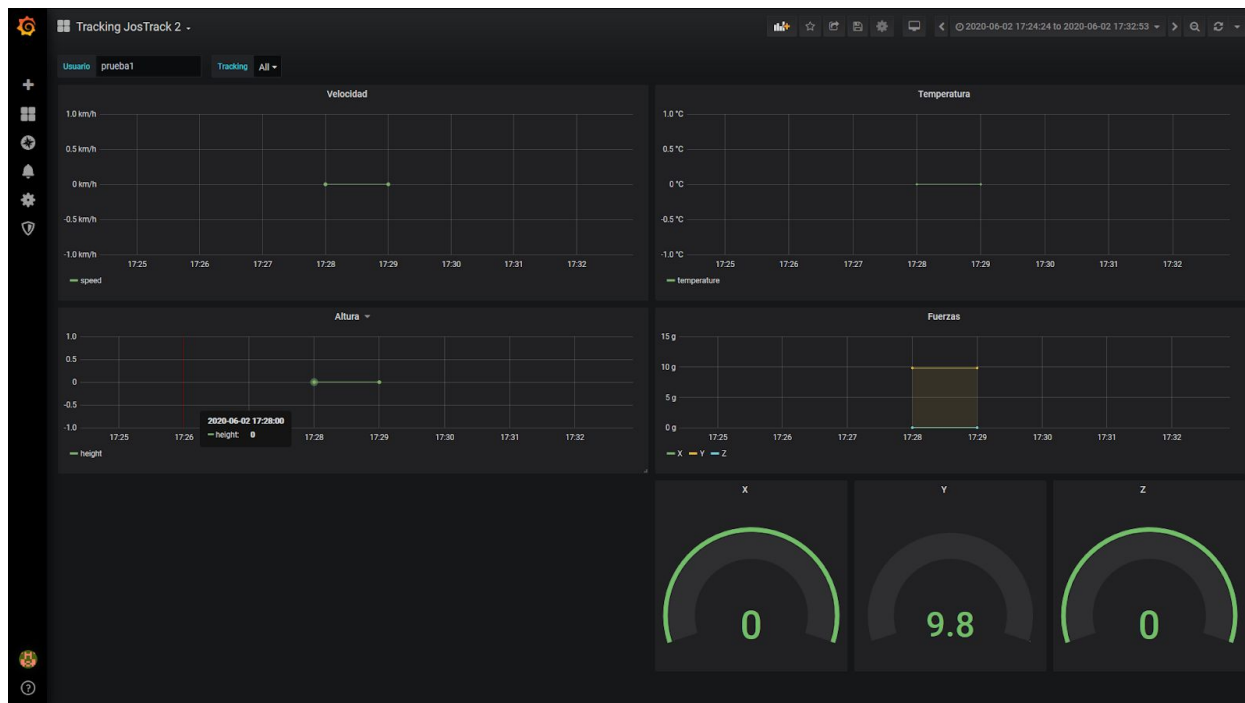 Tracking JosTrack 2
2020-06-02 17:24:24 to 2020-06-02 17:32:53
Usuario prueba1 Tracking All
Velocidad
1.0 km/h
0.5 km/h
0 km/h
-0.5 km/h
-1.0 km/h
17:25 17:26 17:27 17:28 17:29 17:30 17:31 17:32
speed
Temperatura
1.0 °C
0.5 °C
0 °C
-0.5 °C
-1.0 °C
17:25 17:26 17:27 17:28 17:29 17:30 17:31 17:32
temperature
Altura
1.0
0.5
0
-0.5
-1.0
2020-06-02 17:28:00
height: 0
17:25 17:26 17:28 17:29 17:30 17:31 17:32
height
Fuerzas
15 g
10 g
5 g
0 g
17:25 17:26 17:27 17:28 17:29 17:30 17:31 17:32
X Y Z
X
0
Y
9.8
Z
0